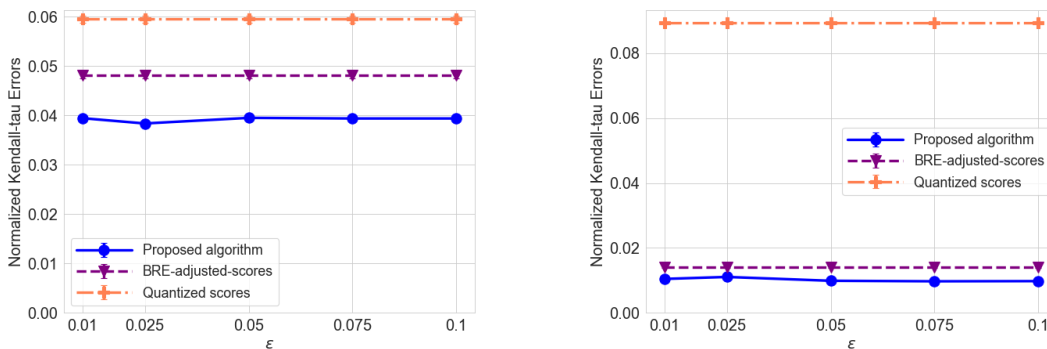 Normalized Kendall-tau Errors
0.06
0.05
0.04
0.03
0.02
0.01
0.00
Proposed algorithm
BRE-adjusted-scores
Quantized scores
0.01 0.025 0.05 0.075 0.1
ε
Normalized Kendall-tau Errors
0.08
0.06
0.04
0.02
0.00
Proposed algorithm
BRE-adjusted-scores
Quantized scores
0.01 0.025 0.05 0.075 0.1
ε